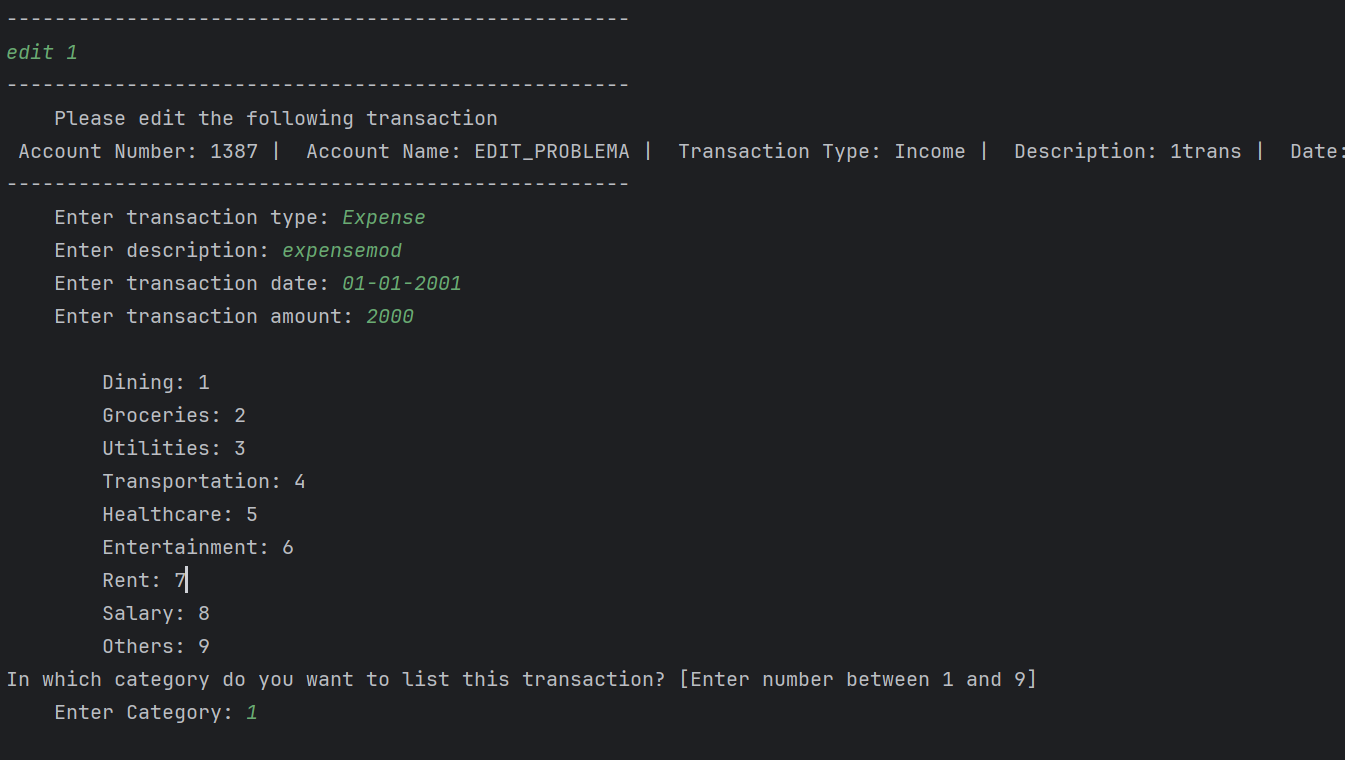 ----------------------------------------------------
edit 1
----------------------------------------------------
    Please edit the following transaction
 Account Number: 1387 |  Account Name: EDIT_PROBLEMA |  Transaction Type: Income |  Description: 1trans |  Date:
----------------------------------------------------
    Enter transaction type: Expense
    Enter description: expensemod
    Enter transaction date: 01-01-2001
    Enter transaction amount: 2000

        Dining: 1
        Groceries: 2
        Utilities: 3
        Transportation: 4
        Healthcare: 5
        Entertainment: 6
        Rent: 7
        Salary: 8
        Others: 9
In which category do you want to list this transaction? [Enter number between 1 and 9]
    Enter Category: 1